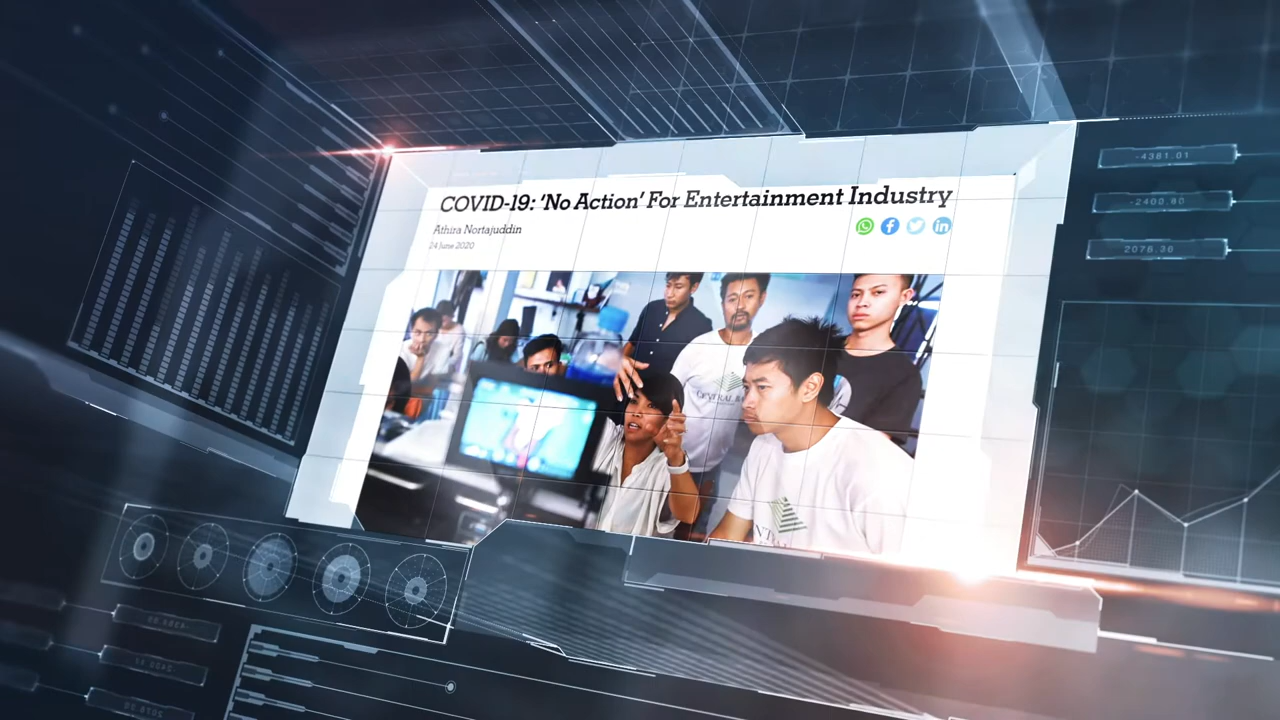 COVID-19: 'No Action' For Entertainment Industry
Athira Nortajuddin
24 June 2020
-4381.01
-2400.80
2076.36